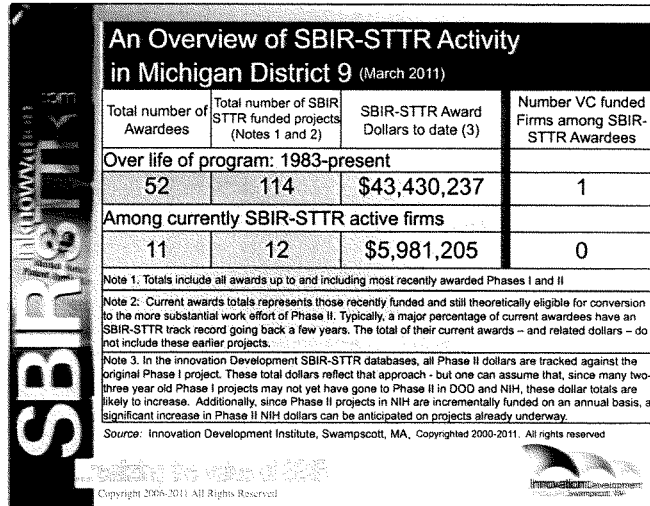 An Overview of SBIR-STTR Activity
in Michigan District 9 (March 2011)
Total number of
Awardees
Total number of SBIR
STTR funded projects
(Notes 1 and 2)
SBIR-STTR Award
Dollars to date (3)
Number VC funded
Firms among SBIR-
STTR Awardees
Over life of program: 1983-present
52 114 $43,430,237 1
Among currently SBIR-STTR active firms
11 12 $5,981,205 0
Note 1. Totals include all awards up to and including most recently awarded Phases I and II
Note 2: Current awards totals represents those recently funded and still theoretically eligible for conversion
to the more substantial work effort of Phase II. Typically, a major percentage of current awardees have an
SBIR-STTR track record going back a few years. The total of their current awards – and related dollars – do
not include these earlier projects.
Note 3. In the innovation Development SBIR-STTR databases, all Phase II dollars are tracked against the
original Phase I project. These total dollars reflect that approach - but one can assume that, since many two-
three year old Phase I projects may not yet have gone to Phase II in DOD and NIH, these dollar totals are
likely to increase. Additionally, since Phase II projects in NIH are incrementally funded on an annual basis, a
significant increase in Phase II NIH dollars can be anticipated on projects already underway.
Source: Innovation Development Institute, Swampscott, MA, Copyrighted 2000-2011. All rights reserved
Copyright 2006-2011 All Rights Reserved
Innovation Development
Swampscott, MA
SBIR
inknowvation